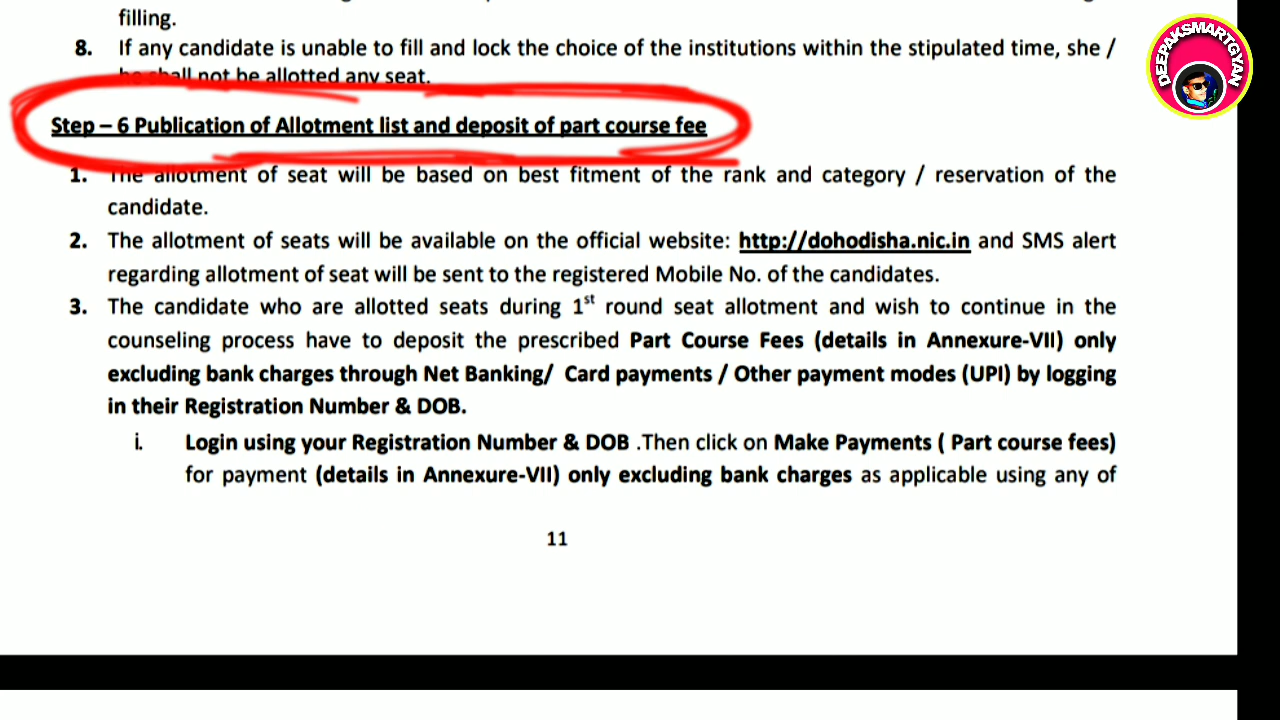 filling.
8. If any candidate is unable to fill and lock the choice of the institutions within the stipulated time, she /
he shall not be allotted any seat.
Step – 6 Publication of Allotment list and deposit of part course fee
1. The allotment of seat will be based on best fitment of the rank and category / reservation of the
candidate.
2. The allotment of seats will be available on the official website: http://dohodisha.nic.in and SMS alert
regarding allotment of seat will be sent to the registered Mobile No. of the candidates.
3. The candidate who are allotted seats during 1st round seat allotment and wish to continue in the
counseling process have to deposit the prescribed Part Course Fees (details in Annexure-VII) only
excluding bank charges through Net Banking/ Card payments / Other payment modes (UPI) by logging
in their Registration Number & DOB.
i. Login using your Registration Number & DOB .Then click on Make Payments ( Part course fees)
for payment (details in Annexure-VII) only excluding bank charges as applicable using any of
11
DEEPAKSMARTGYAN